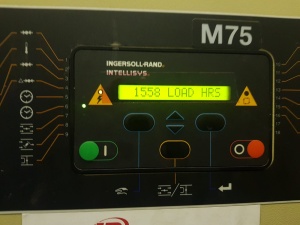 M75
INGERSOLL-RAND
INTELLISYS
1558 LOAD HRS